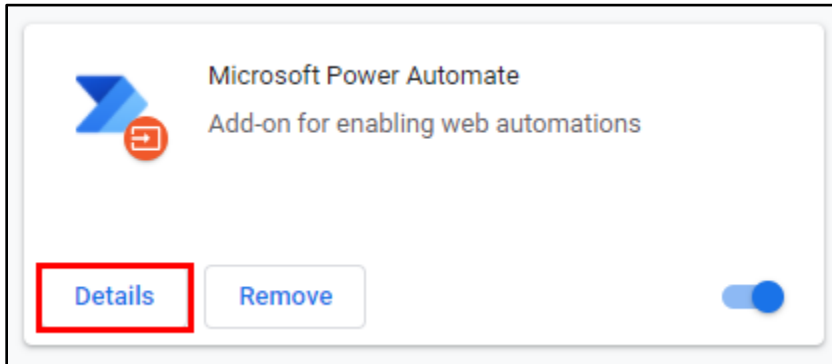 Microsoft Power Automate
Add-on for enabling web automations
Details
Remove